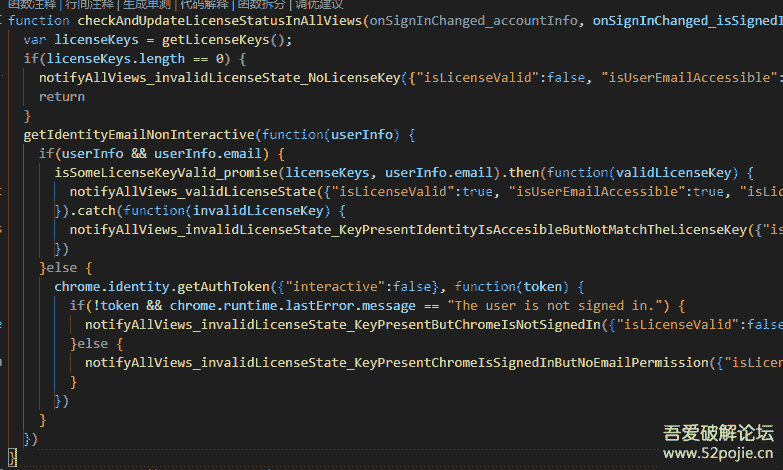 函数注释 | 行间注释 | 生成单测 | 代码解释 | 函数拆分 | 调优建议
function checkAndUpdateLicenseStatusInAllViews(onSignInChanged_accountInfo, onSignInChanged_isSignedI
var licenseKeys = getLicenseKeys();
if(licenseKeys.length == 0) {
notifyAllViews_invalidLicenseState_NoLicenseKey({"isLicenseValid":false, "isUserEmailAccessible":
return
}
getIdentityEmailNonInteractive(function(userInfo) {
if(userInfo && userInfo.email) {
isSomeLicenseKeyValid_promise(licenseKeys, userInfo.email).then(function(validLicenseKey) {
notifyAllViews_validLicenseState({"isLicenseValid":true, "isUserEmailAccessible":true, "isLic
}).catch(function(invalidLicenseKey) {
notifyAllViews_invalidLicenseState_KeyPresentIdentityIsAccesibleButNotMatchTheLicenseKey({"is
})
}else {
chrome.identity.getAuthToken({"interactive":false}, function(token) {
if(!token && chrome.runtime.lastError.message == "The user is not signed in.") {
notifyAllViews_invalidLicenseState_KeyPresentButChromeIsNotSignedIn({"isLicenseValid":false
}else {
notifyAllViews_invalidLicenseState_KeyPresentChromeIsSignedInButNoEmailPermission({"isLicen
}
})
}
})
}
吾爱破解论坛
www.52pojie.cn